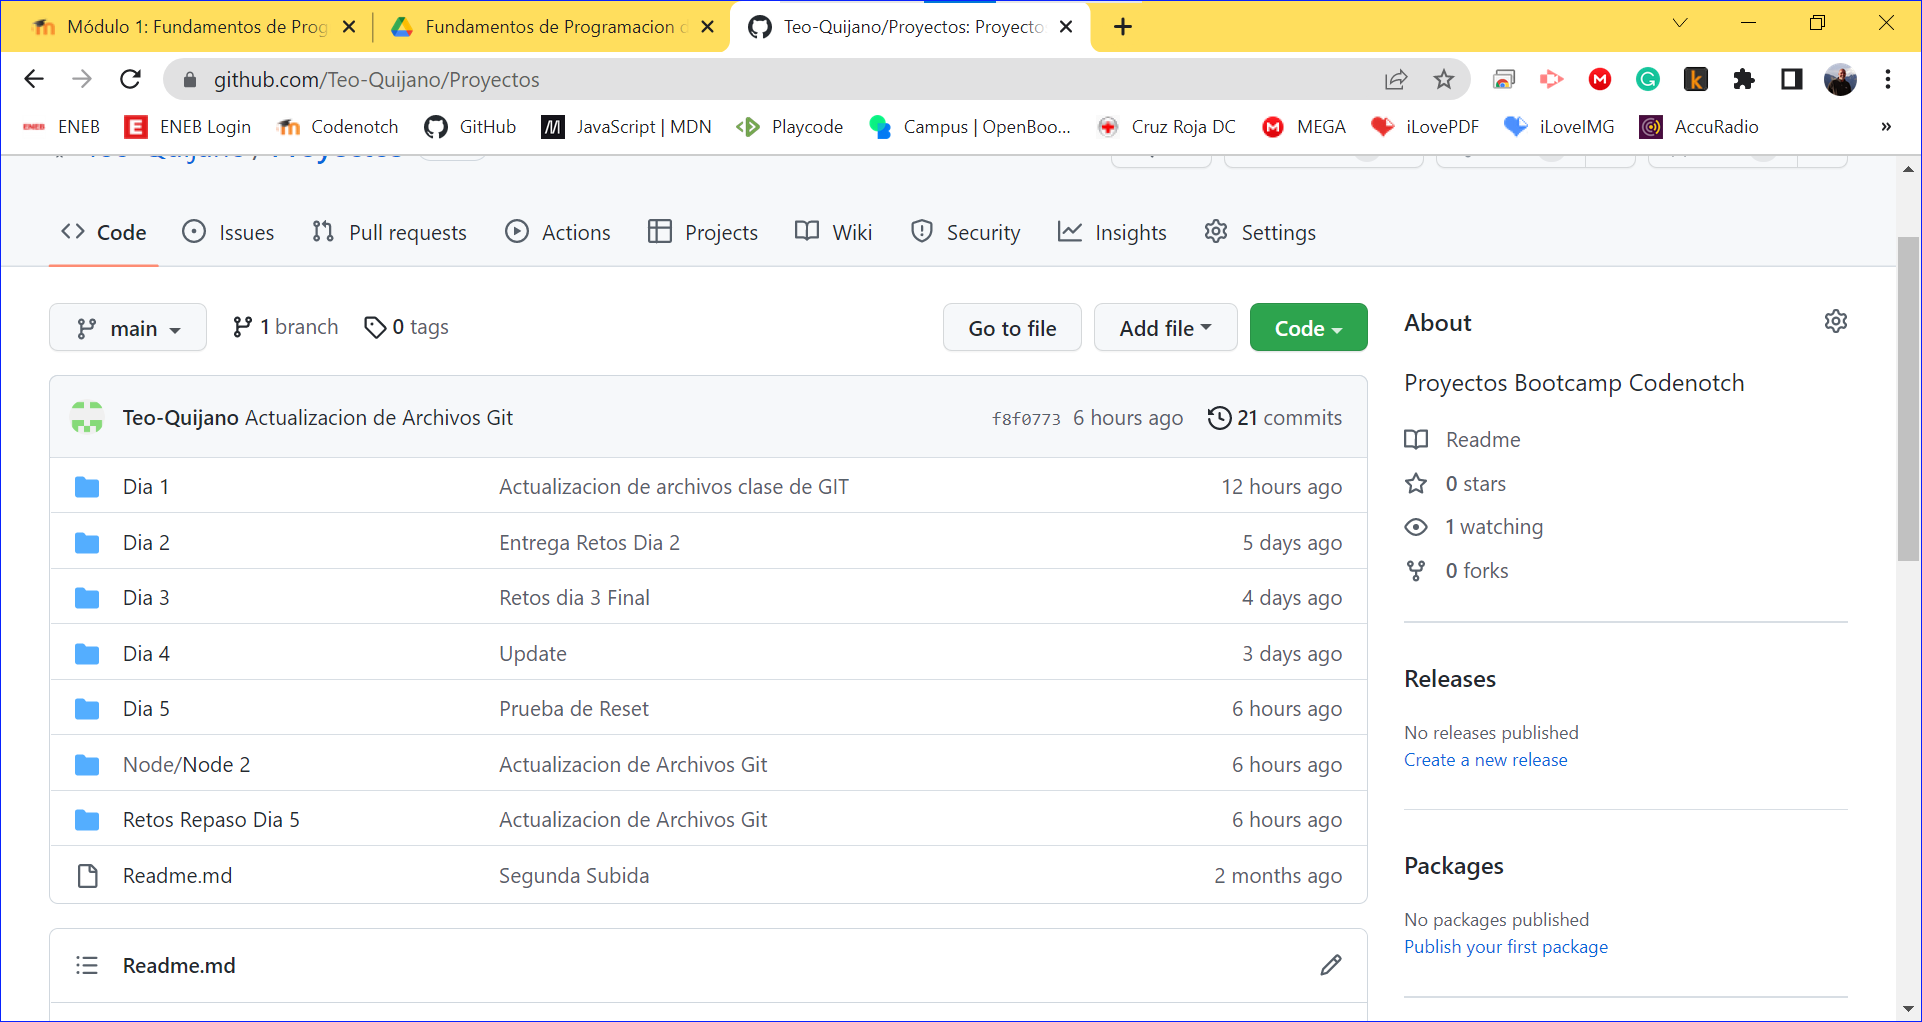 Módulo 1: Fundamentos de Prog
Fundamentos de Programacion d
Teo-Quijano/Proyectos: Proyecto
github.com/Teo-Quijano/Proyectos
ENEB ENEB Login Codenotch GitHub JavaScript | MDN Playcode Campus | OpenBoo... Cruz Roja DC MEGA iLovePDF iLoveIMG AccuRadio »
Teo-Quijano / Proyectos
Code Issues Pull requests Actions Projects Wiki Security Insights Settings
main 1 branch 0 tags Go to file Add file Code
Teo-Quijano Actualizacion de Archivos Git f8f0773 6 hours ago 21 commits
Dia 1 Actualizacion de archivos clase de GIT 12 hours ago
Dia 2 Entrega Retos Dia 2 5 days ago
Dia 3 Retos dia 3 Final 4 days ago
Dia 4 Update 3 days ago
Dia 5 Prueba de Reset 6 hours ago
Node/Node 2 Actualizacion de Archivos Git 6 hours ago
Retos Repaso Dia 5 Actualizacion de Archivos Git 6 hours ago
Readme.md Segunda Subida 2 months ago
Readme.md
About
Proyectos Bootcamp Codenotch
Readme
0 stars
1 watching
0 forks
Releases
No releases published
Create a new release
Packages
No packages published
Publish your first package